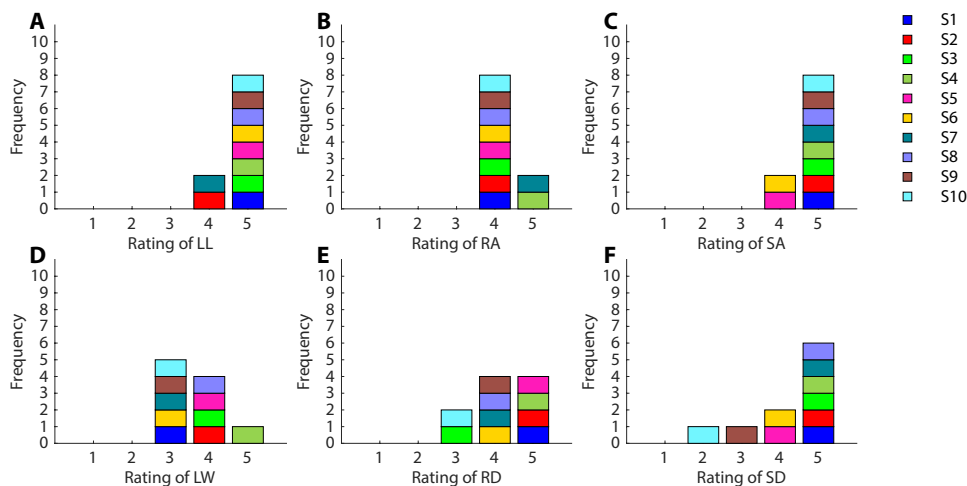 A
10
9
8
7
6
5
4
3
2
1
0
Frequency
1 2 3 4 5
Rating of LL
B
10
9
8
7
6
5
4
3
2
1
0
Frequency
1 2 3 4 5
Rating of RA
C
10
9
8
7
6
5
4
3
2
1
0
Frequency
1 2 3 4 5
Rating of SA
S1
S2
S3
S4
S5
S6
S7
S8
S9
S10
D
10
9
8
7
6
5
4
3
2
1
0
Frequency
1 2 3 4 5
Rating of LW
E
10
9
8
7
6
5
4
3
2
1
0
Frequency
1 2 3 4 5
Rating of RD
F
10
9
8
7
6
5
4
3
2
1
0
Frequency
1 2 3 4 5
Rating of SD